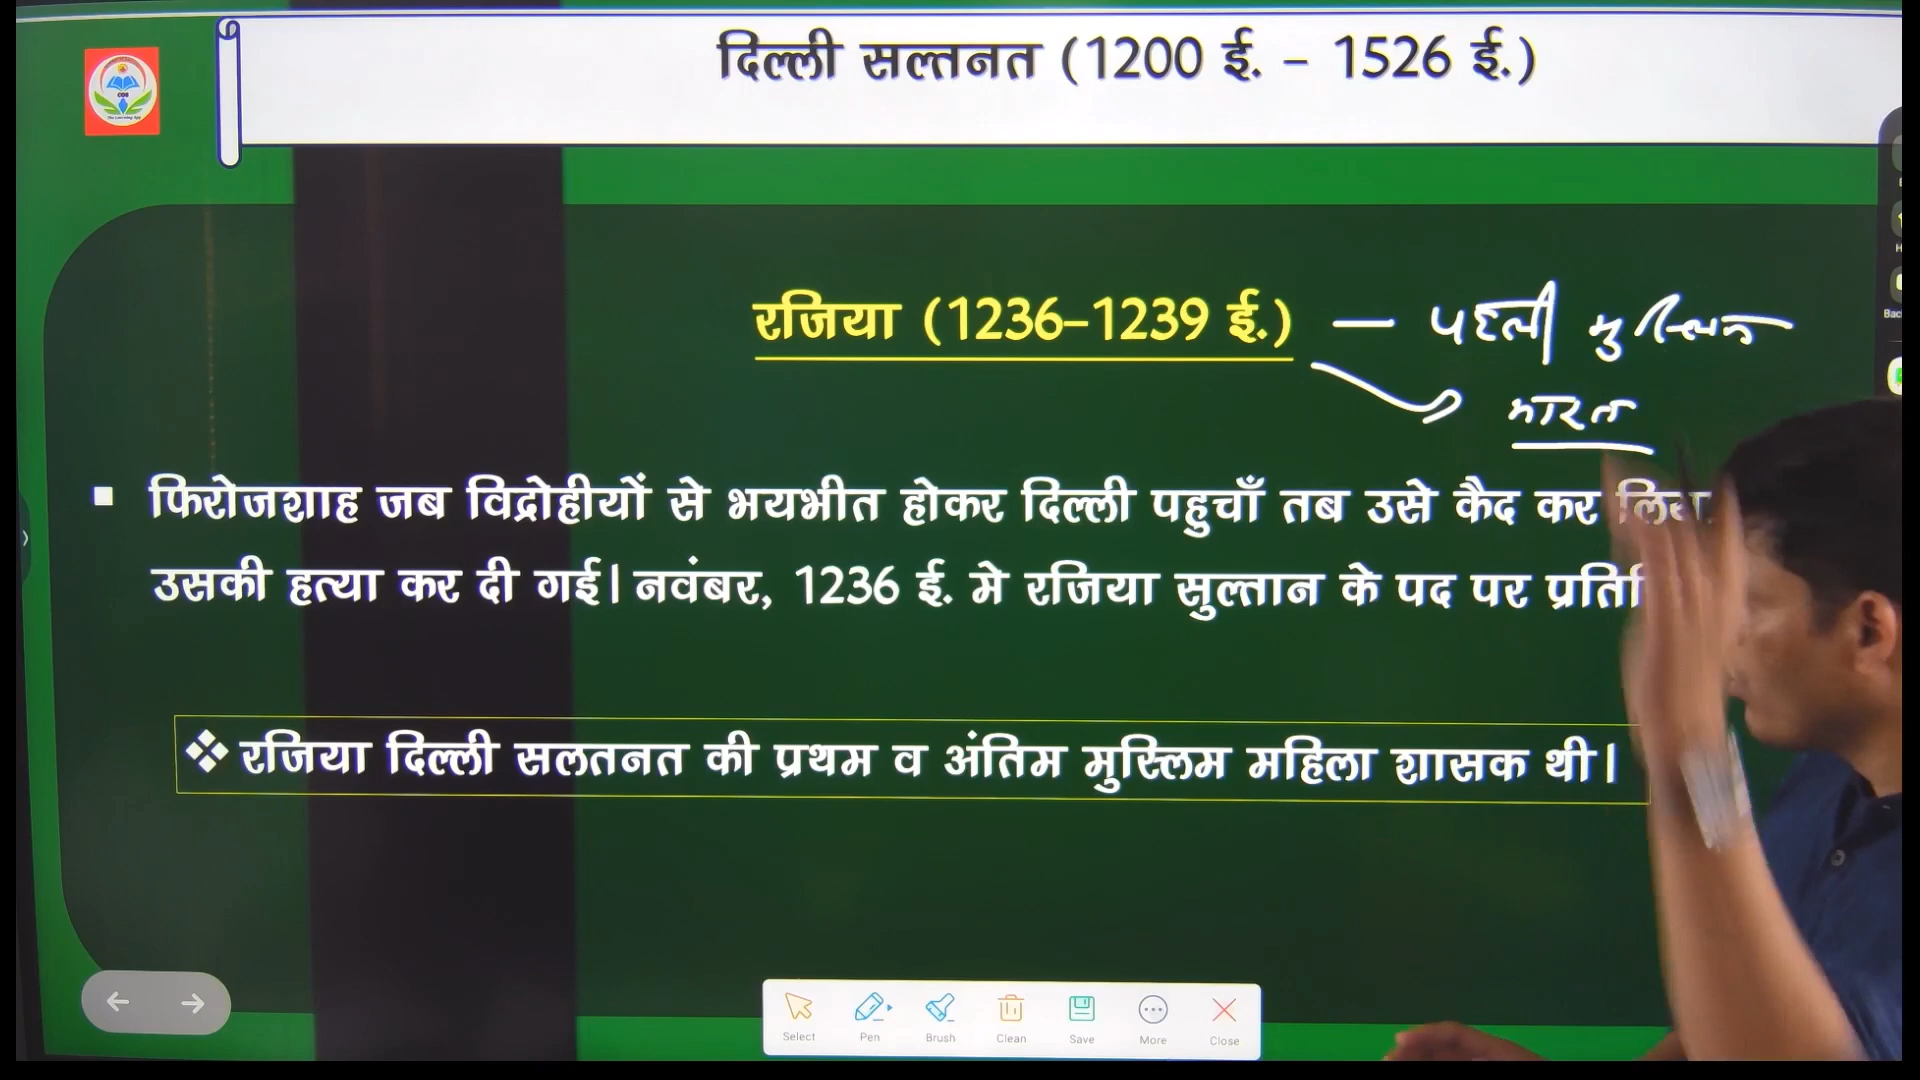 दिल्ली सल्तनत (1200 ई. – 1526 ई.)
रजिया (1236–1239 ई.) — पहली मुस्लिम
भारत
▪ फिरोजशाह जब विद्रोहीयों से भयभीत होकर दिल्ली पहुचाँ तब उसे कैद कर
उसकी हत्या कर दी गई। नवंबर, 1236 ई. मे रजिया सुल्तान के पद पर
❖ रजिया दिल्ली सलतनत की प्रथम व अंतिम मुस्लिम महिला शासक थी।
Select Pen Brush Clean Save More Close